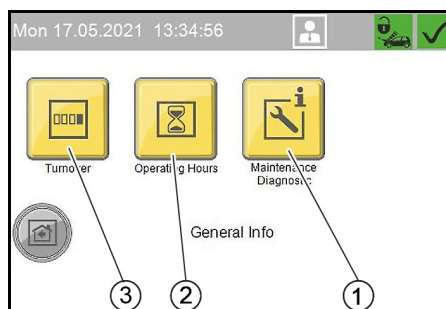 Mon 17.05.2021 13:34:56
i
Turnover
Operating Hours
Maintenance
Diagnostic
General Info
3
2
1